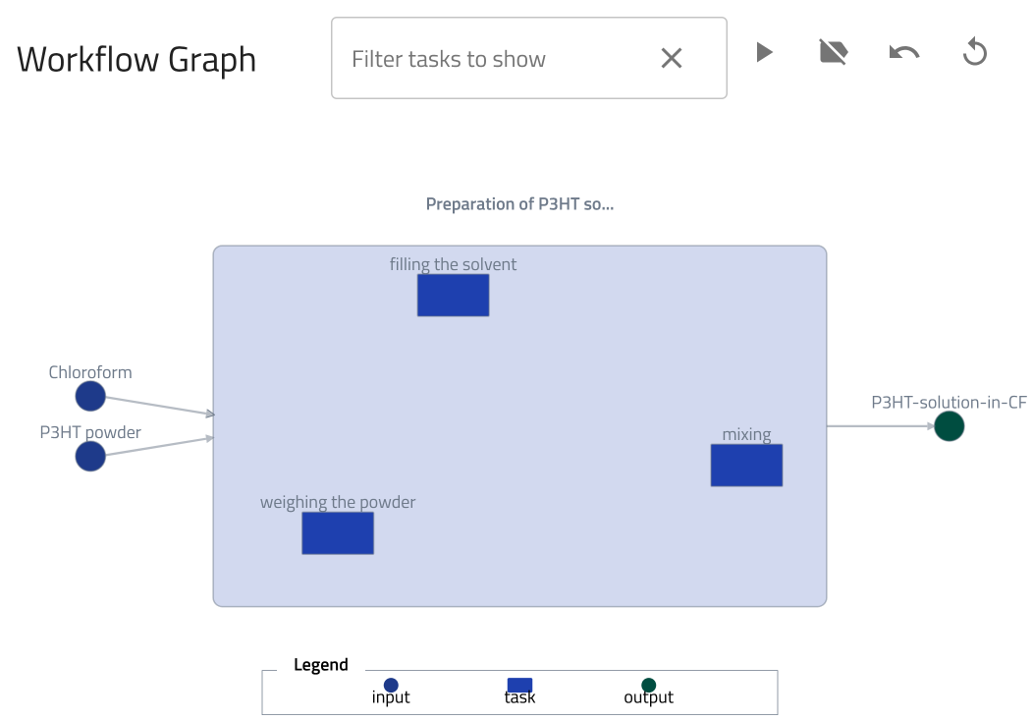 Workflow Graph
Filter tasks to show
Preparation of P3HT so...
filling the solvent
Chloroform
P3HT powder
P3HT-solution-in-CF
mixing
weighing the powder
Legend
input
task
output